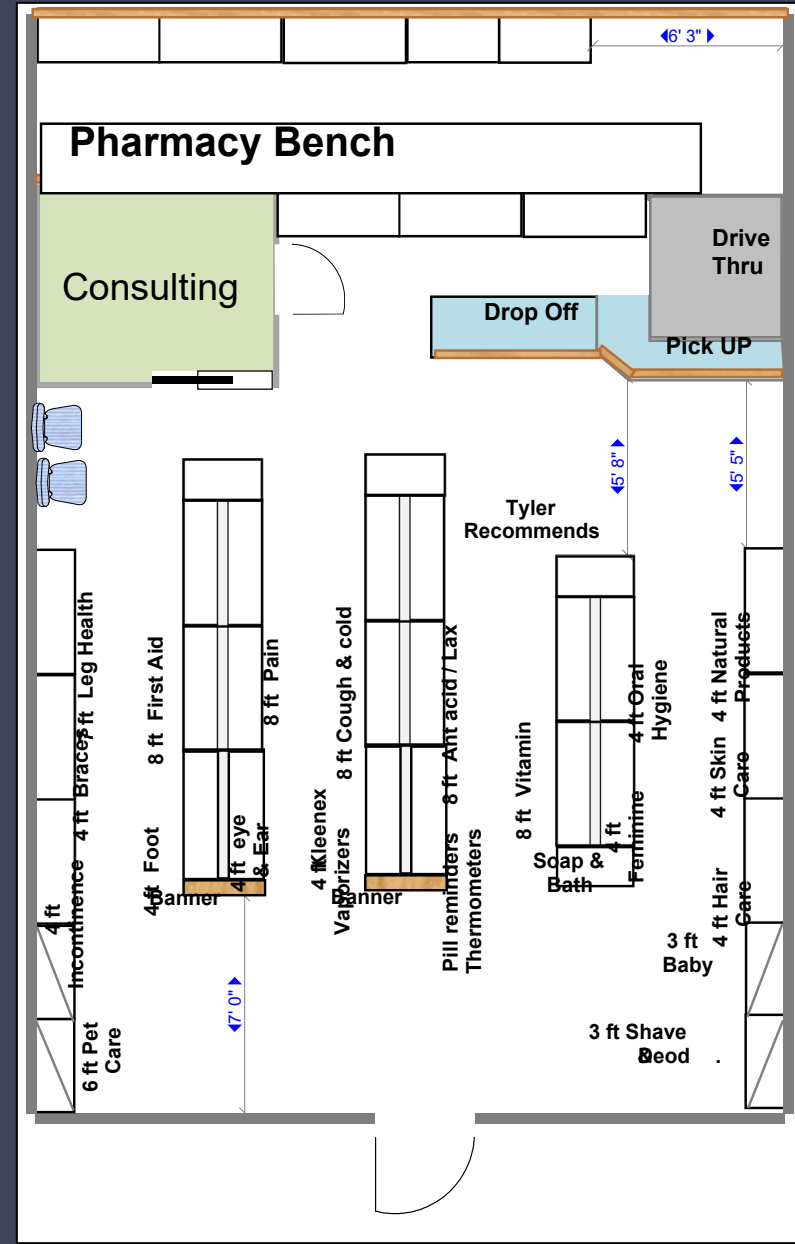 6' 3"
Pharmacy Bench
Drive
Thru
Consulting
Drop Off
Pick UP
5' 8"
5' 5"
Tyler
Recommends
ft Leg Health
4 ft Braces
4 ft
Incontinence
6 ft Pet
Care
8 ft First Aid
4 ft Foot
8 ft Pain
4 ft eye
& Ear
Banner
8 ft Cough & cold
4 ft Kleenex
Vaporizers
Banner
8 ft Ant acid / Lax
Pill reminders
Thermometers
8 ft Vitamin
4 ft Oral
Hygiene
4 ft
Feminine
Soap &
Bath
4 ft Natural
Products
4 ft Skin
Care
4 ft Hair
Care
3 ft
Baby
3 ft Shave
& Deod .
7' 0"